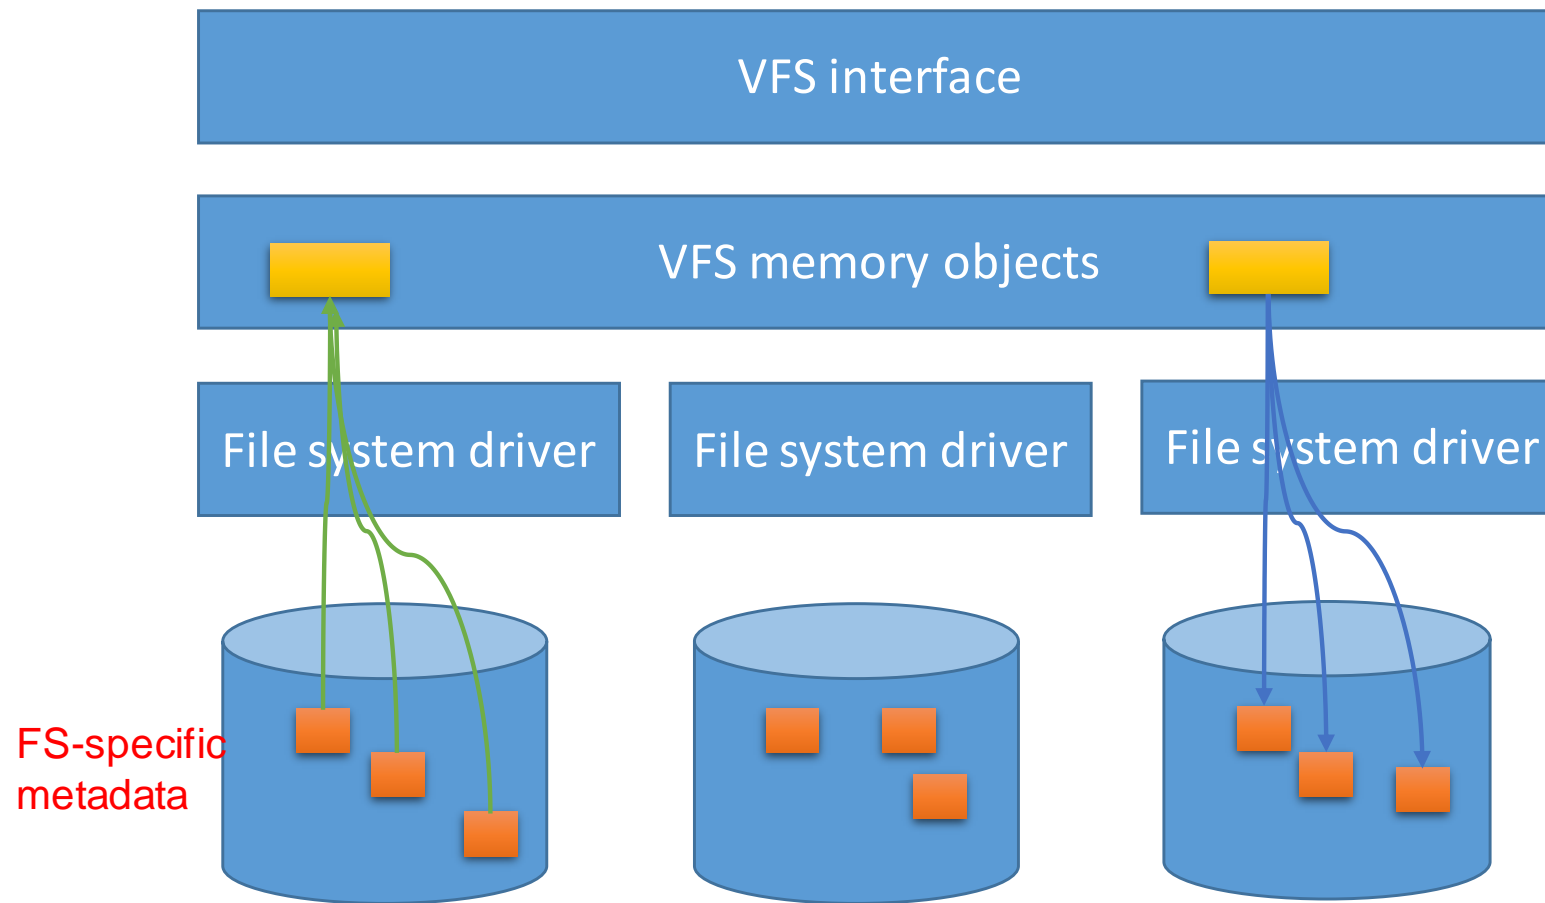 VFS interface
VFS memory objects
File system driver
File system driver
File system driver
FS-specific
metadata